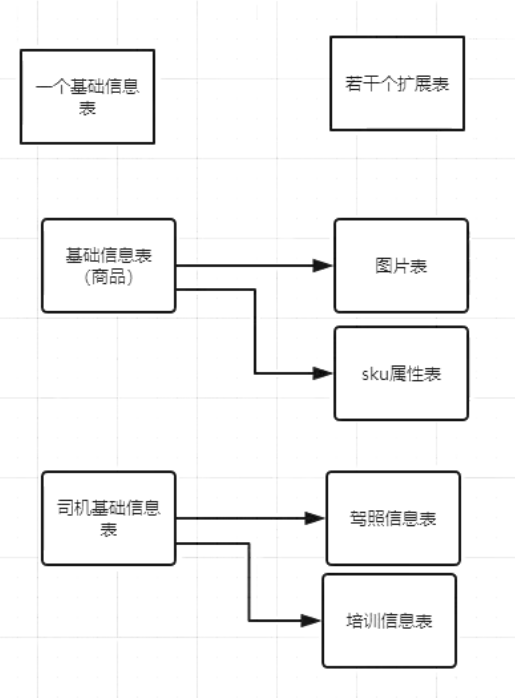 一个基础信息
表
若干个扩展表
基础信息表
（商品）
图片表
sku属性表
司机基础信息
表
驾照信息表
培训信息表